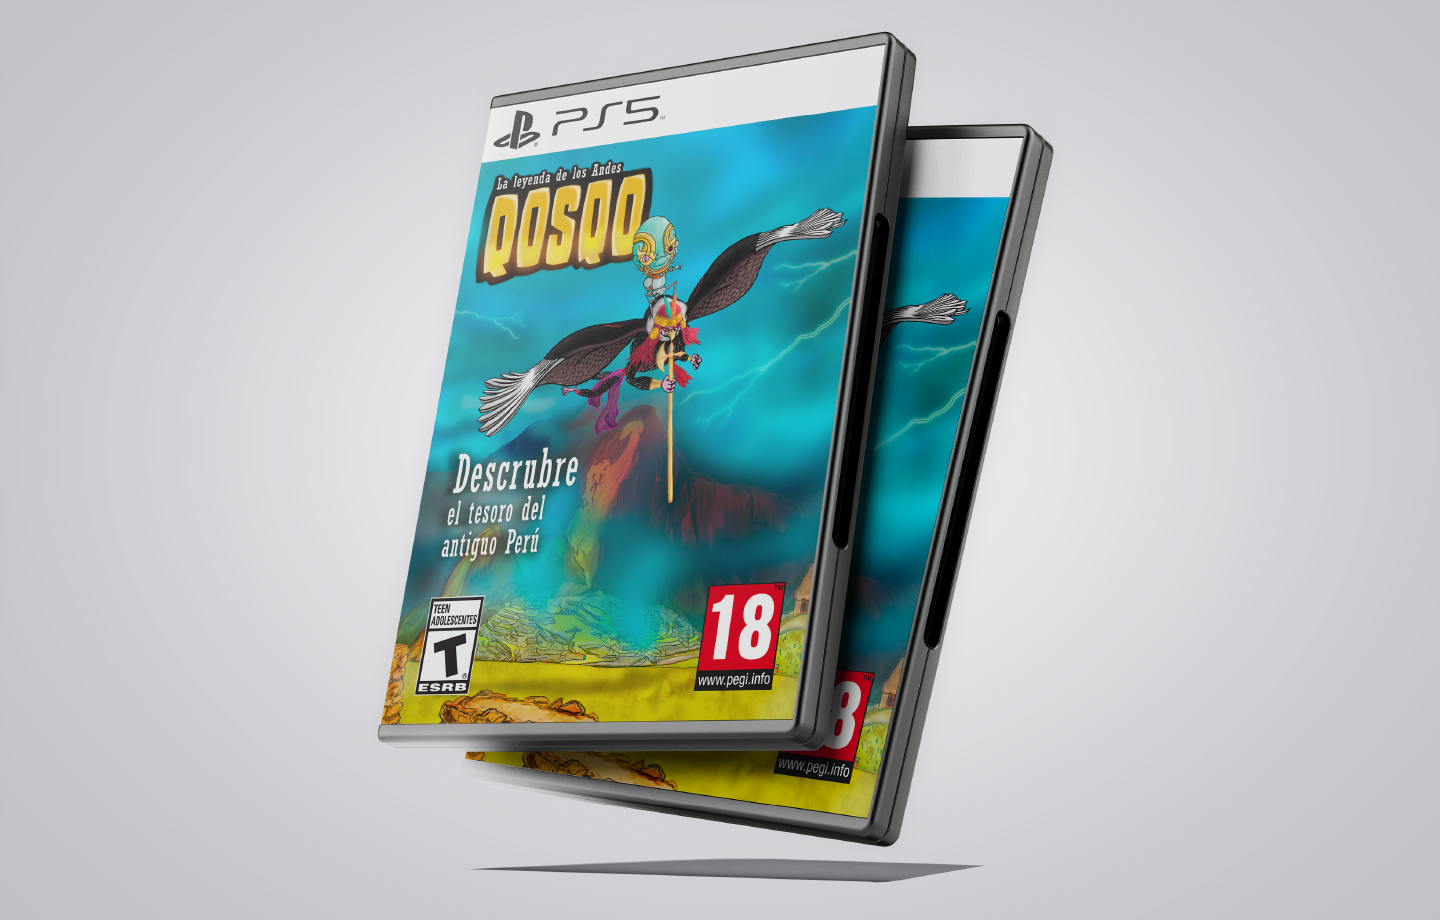 PS5
La leyenda de los Andes
QOSQO
Descrubre
el tesoro del
antiguo Perú
TEEN
ADOLESCENTES
T
ESRB
18
www.pegi.info
8
www.pegi.info